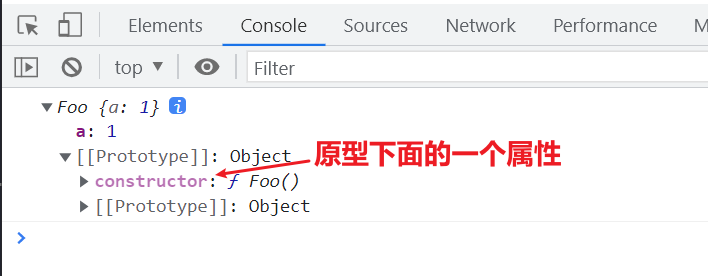 Elements Console Sources Network Performance
top ▼ Filter
▼Foo {a: 1} i
a: 1
▼[[Prototype]]: Object
原型下面的一个属性
▶constructor: ƒ Foo()
▶[[Prototype]]: Object
>